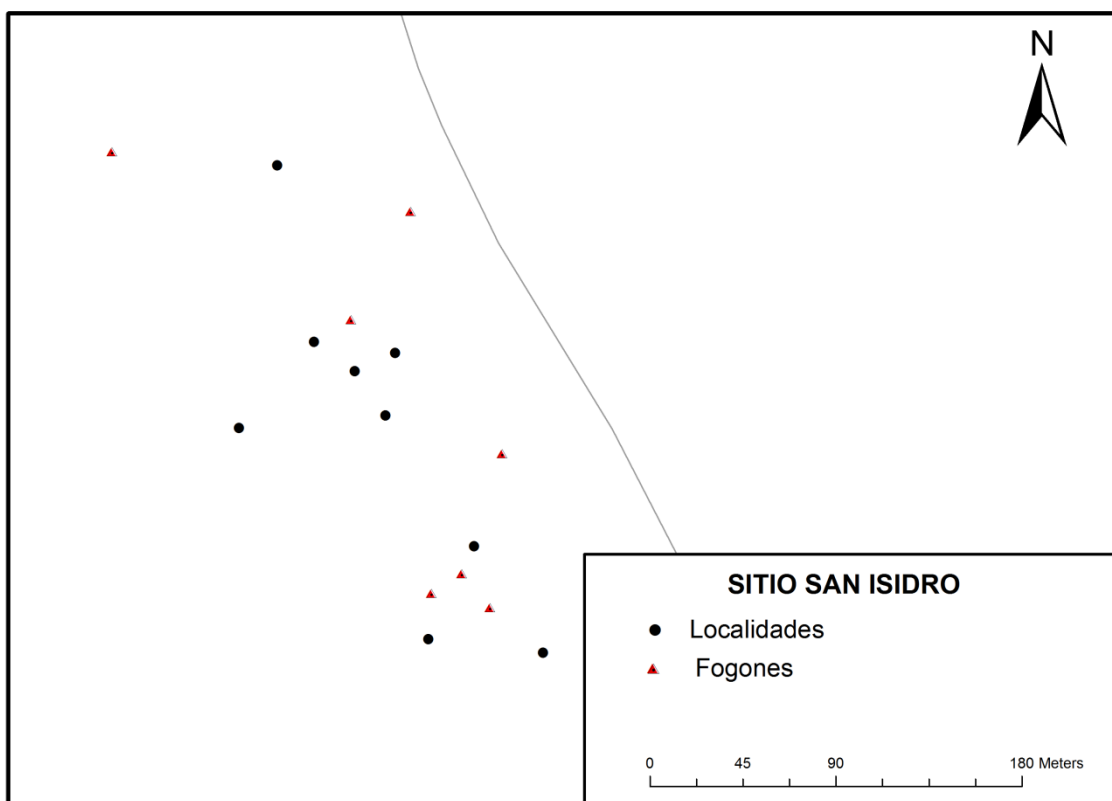 N
SITIO SAN ISIDRO
Localidades
Fogones
0 45 90 180 Meters